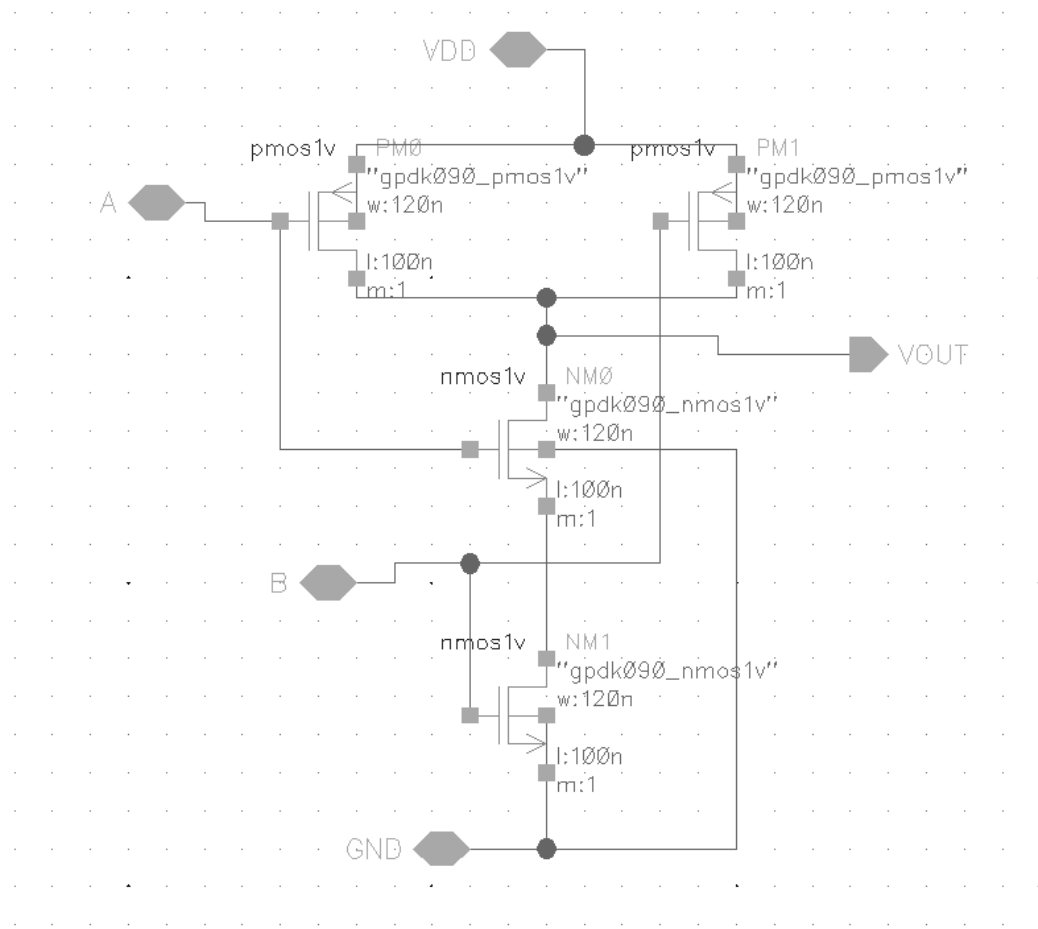 VDD
pmos1v PM0
"gpdk090_pmos1v"
w:120n
l:100n
m:1
pmos1v PM1
"gpdk090_pmos1v"
w:120n
l:100n
m:1
A
VOUT
nmos1v NM0
"gpdk090_nmos1v"
w:120n
l:100n
m:1
B
nmos1v NM1
"gpdk090_nmos1v"
w:120n
l:100n
m:1
GND